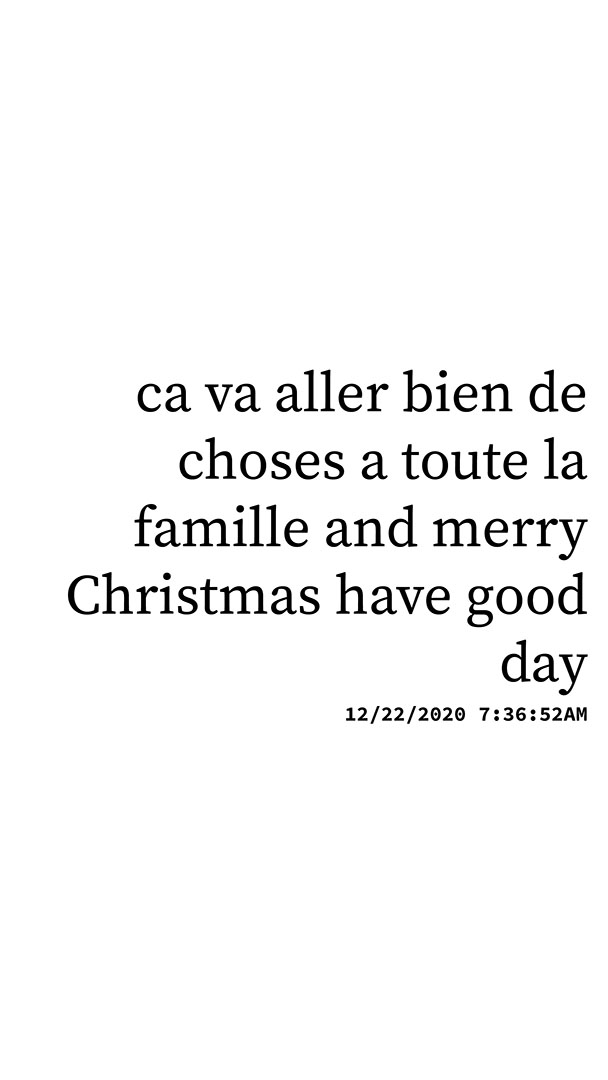 ca va aller bien de
choses a toute la
famille and merry
Christmas have good
day
12/22/2020 7:36:52AM